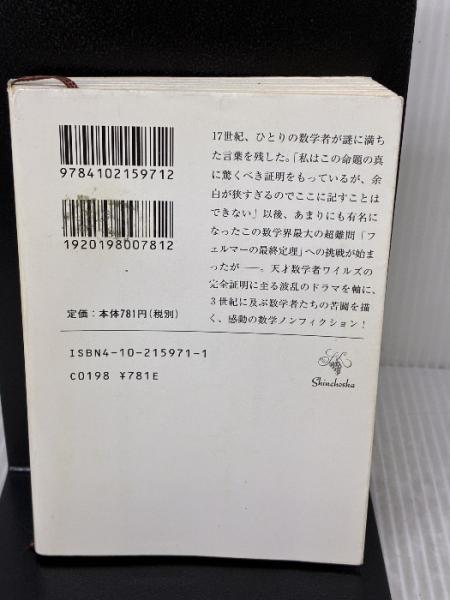 9784102159712
1920198007812
定価：本体781円（税別）
ISBN4-10-215971-1
C0198 ¥781E
17世紀、ひとりの数学者が謎に満ち
た言葉を残した。「私はこの命題の真
に驚くべき証明をもっているが、余
白が狭すぎるのでここに記すことは
できない」以後、あまりにも有名に
なったこの数学界最大の超難問「フ
ェルマーの最終定理」への挑戦が始ま
ったが──。天才数学者ワイルズの
完全証明に至る波乱のドラマを軸に、
3世紀に及ぶ数学者たちの苦闘を描
く、感動の数学ノンフィクション！
Shinchosha